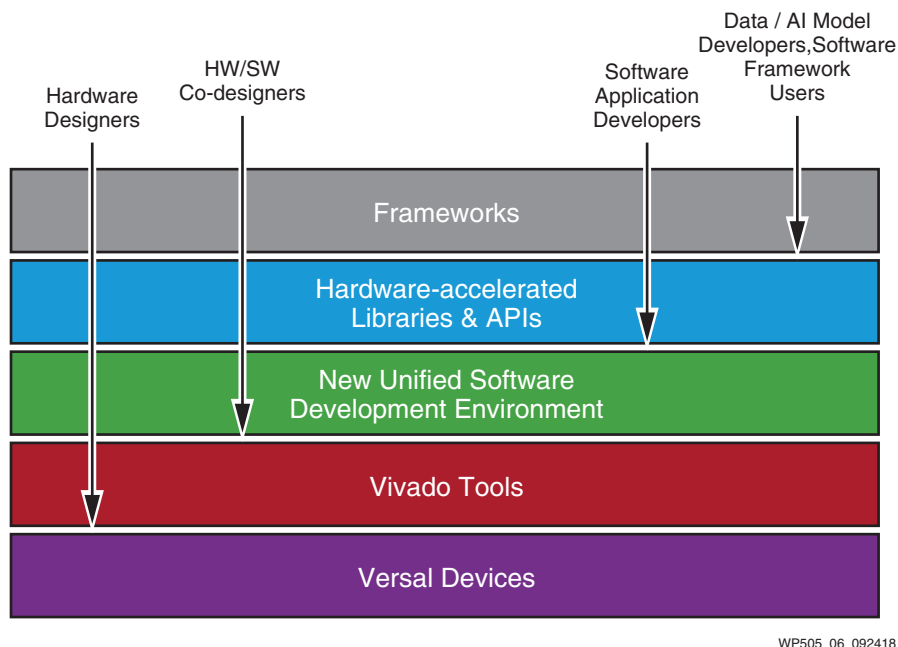 Hardware
Designers
HW/SW
Co-designers
Software
Application
Developers
Data / AI Model
Developers,Software
Framework
Users
Frameworks
Hardware-accelerated
Libraries & APIs
New Unified Software
Development Environment
Vivado Tools
Versal Devices
WP505_06_092418